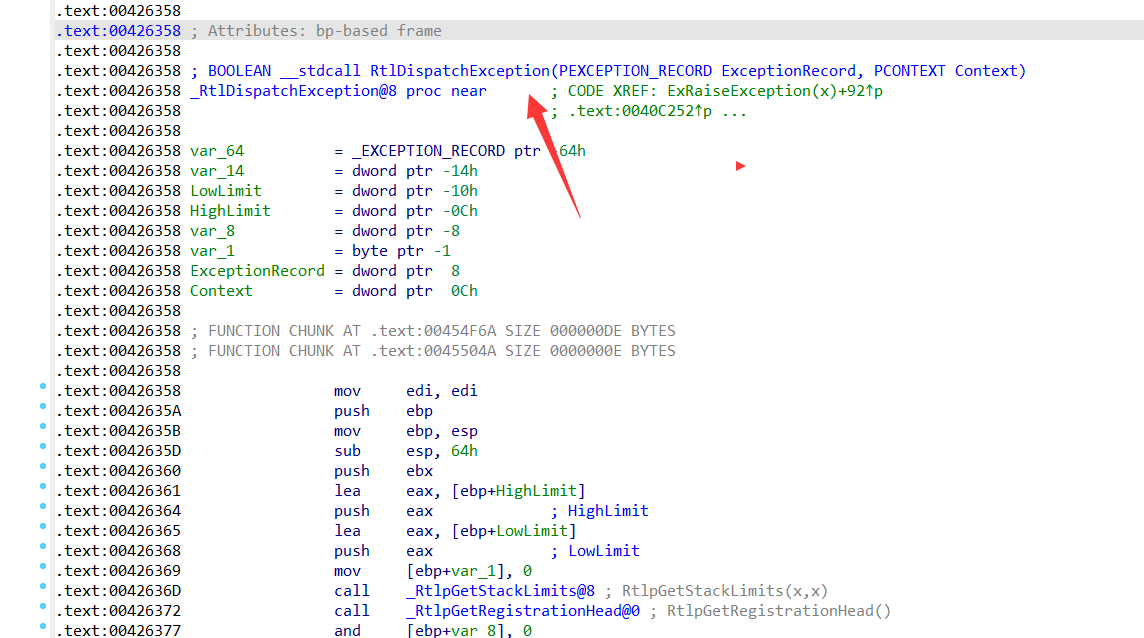 .text:00426358
.text:00426358 ; Attributes: bp-based frame
.text:00426358
.text:00426358 ; BOOLEAN __stdcall RtlDispatchException(PEXCEPTION_RECORD ExceptionRecord, PCONTEXT Context)
.text:00426358 _RtlDispatchException@8 proc near ; CODE XREF: ExRaiseException(x)+92↑p
.text:00426358 ; .text:0040C252↑p ...
.text:00426358
.text:00426358 var_64 = _EXCEPTION_RECORD ptr -64h
.text:00426358 var_14 = dword ptr -14h
.text:00426358 LowLimit = dword ptr -10h
.text:00426358 HighLimit = dword ptr -0Ch
.text:00426358 var_8 = dword ptr -8
.text:00426358 var_1 = byte ptr -1
.text:00426358 ExceptionRecord = dword ptr 8
.text:00426358 Context = dword ptr 0Ch
.text:00426358
.text:00426358 ; FUNCTION CHUNK AT .text:00454F6A SIZE 000000DE BYTES
.text:00426358 ; FUNCTION CHUNK AT .text:0045504A SIZE 0000000E BYTES
.text:00426358
.text:00426358 mov edi, edi
.text:0042635A push ebp
.text:0042635B mov ebp, esp
.text:0042635D sub esp, 64h
.text:00426360 push ebx
.text:00426361 lea eax, [ebp+HighLimit]
.text:00426364 push eax ; HighLimit
.text:00426365 lea eax, [ebp+LowLimit]
.text:00426368 push eax ; LowLimit
.text:00426369 mov [ebp+var_1], 0
.text:0042636D call _RtlpGetStackLimits@8 ; RtlpGetStackLimits(x,x)
.text:00426372 call _RtlpGetRegistrationHead@0 ; RtlpGetRegistrationHead()
.text:00426377 and [ebp+var_8], 0